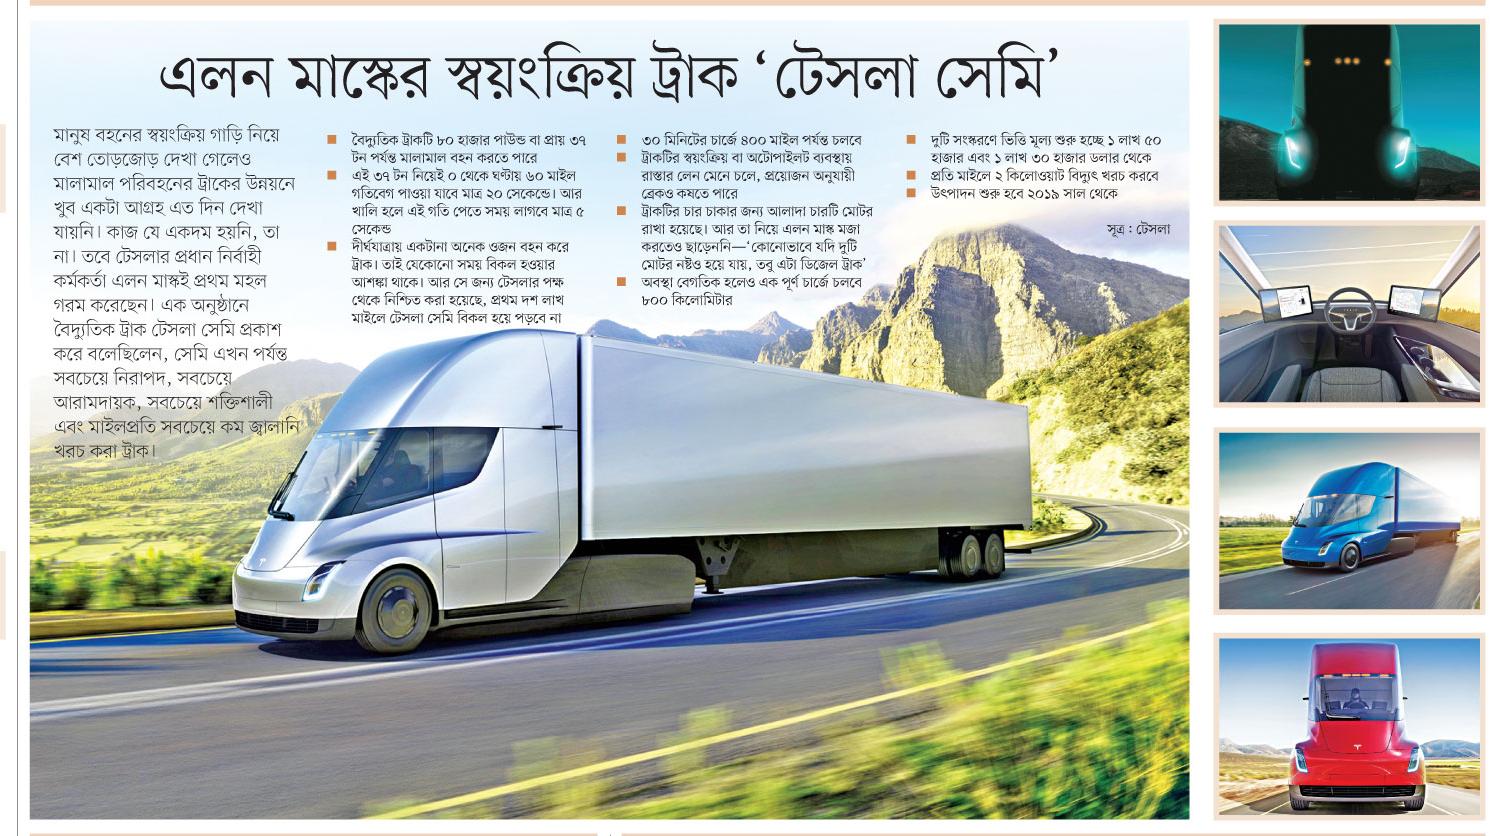 এলন মাস্কের স্বয়ংক্রিয় ট্রাক ‘টেসলা সেমি’
মানুষ বহনের স্বয়ংক্রিয় গাড়ি নিয়ে
বেশ তোড়জোড় দেখা গেলেও
মালামাল পরিবহনের ট্রাকের উন্নয়নে
খুব একটা আগ্রহ এত দিন দেখা
যায়নি। কাজ যে একদম হয়নি, তা
না। তবে টেসলার প্রধান নির্বাহী
কর্মকর্তা এলন মাস্কই প্রথম মহল
গরম করেছেন। এক অনুষ্ঠানে
বৈদ্যুতিক ট্রাক টেসলা সেমি প্রকাশ
করে বলেছিলেন, সেমি এখন পর্যন্ত
সবচেয়ে নিরাপদ, সবচেয়ে
আরামদায়ক, সবচেয়ে শক্তিশালী
এবং মাইলপ্রতি সবচেয়ে কম জ্বালানি
খরচ করা ট্রাক।
■ বৈদ্যুতিক ট্রাকটি ৮০ হাজার পাউন্ড বা প্রায় ৩৭
টন পর্যন্ত মালামাল বহন করতে পারে
■ এই ৩৭ টন নিয়েই ০ থেকে ঘণ্টায় ৬০ মাইল
গতিবেগ পাওয়া যাবে মাত্র ২০ সেকেন্ডে। আর
খালি হলে এই গতি পেতে সময় লাগবে মাত্র ৫
সেকেন্ড
■ দীর্ঘযাত্রায় একটানা অনেক ওজন বহন করে
ট্রাক। তাই যেকোনো সময় বিকল হওয়ার
আশঙ্কা থাকে। আর সে জন্য টেসলার পক্ষ
থেকে নিশ্চিত করা হয়েছে, প্রথম দশ লাখ
মাইলে টেসলা সেমি বিকল হয়ে পড়বে না
■ ৩০ মিনিটের চার্জে ৪০০ মাইল পর্যন্ত চলবে
■ ট্রাকটির স্বয়ংক্রিয় বা অটোপাইলট ব্যবস্থায়
রাস্তার লেন মেনে চলে, প্রয়োজন অনুযায়ী
ব্রেকও কষতে পারে
■ ট্রাকটির চার চাকার জন্য আলাদা চারটি মোটর
রাখা হয়েছে। আর তা নিয়ে এলন মাস্ক মজা
করতেও ছাড়েননি—‘কোনোভাবে যদি দুটি
মোটর নষ্টও হয়ে যায়, তবু এটা ডিজেল ট্রাক’
■ অবস্থা বেগতিক হলেও এক পূর্ণ চার্জে চলবে
৮০০ কিলোমিটার
■ দুটি সংস্করণে ভিত্তি মূল্য শুরু হচ্ছে ১ লাখ ৫০
হাজার এবং ১ লাখ ৩০ হাজার ডলার থেকে
■ প্রতি মাইলে ২ কিলোওয়াট বিদ্যুৎ খরচ করবে
■ উৎপাদন শুরু হবে ২০১৯ সাল থেকে
সূত্র : টেসলা